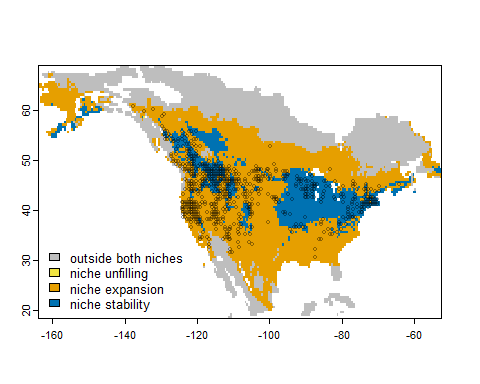 60
50
40
30
20
outside both niches
niche unfilling
niche expansion
niche stability
-160 -140 -120 -100 -80 -60